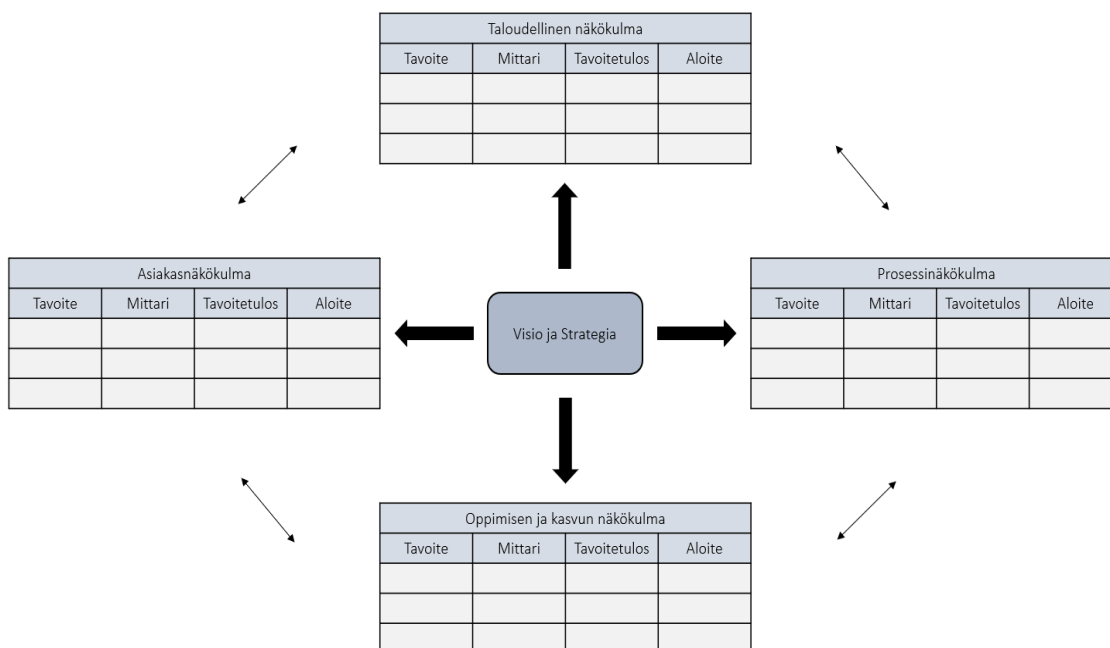 Taloudellinen näkökulma
Tavoite Mittari Tavoitetulos Aloite
Asiakasnäkökulma
Tavoite Mittari Tavoitetulos Aloite
Visio ja Strategia
Prosessinäkökulma
Tavoite Mittari Tavoitetulos Aloite
Oppimisen ja kasvun näkökulma
Tavoite Mittari Tavoitetulos Aloite